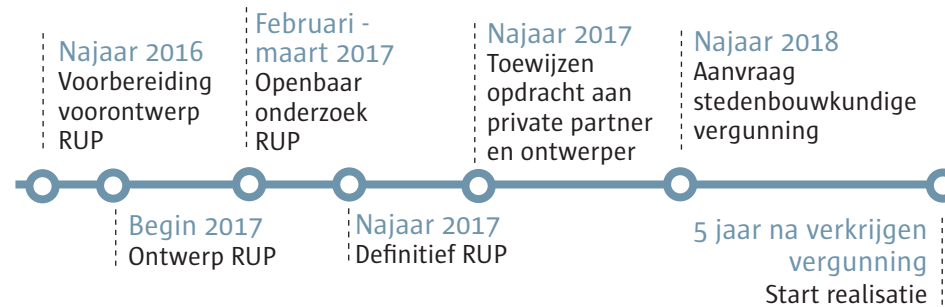 Najaar 2016
Voorbereiding
voorontwerp
RUP
Begin 2017
Ontwerp RUP
Februari -
maart 2017
Openbaar
onderzoek
RUP
Najaar 2017
Definitief RUP
Najaar 2017
Toewijzen
opdracht aan
private partner
en ontwerper
Najaar 2018
Aanvraag
stedenbouwkundige
vergunning
5 jaar na verkrijgen
vergunning
Start realisatie